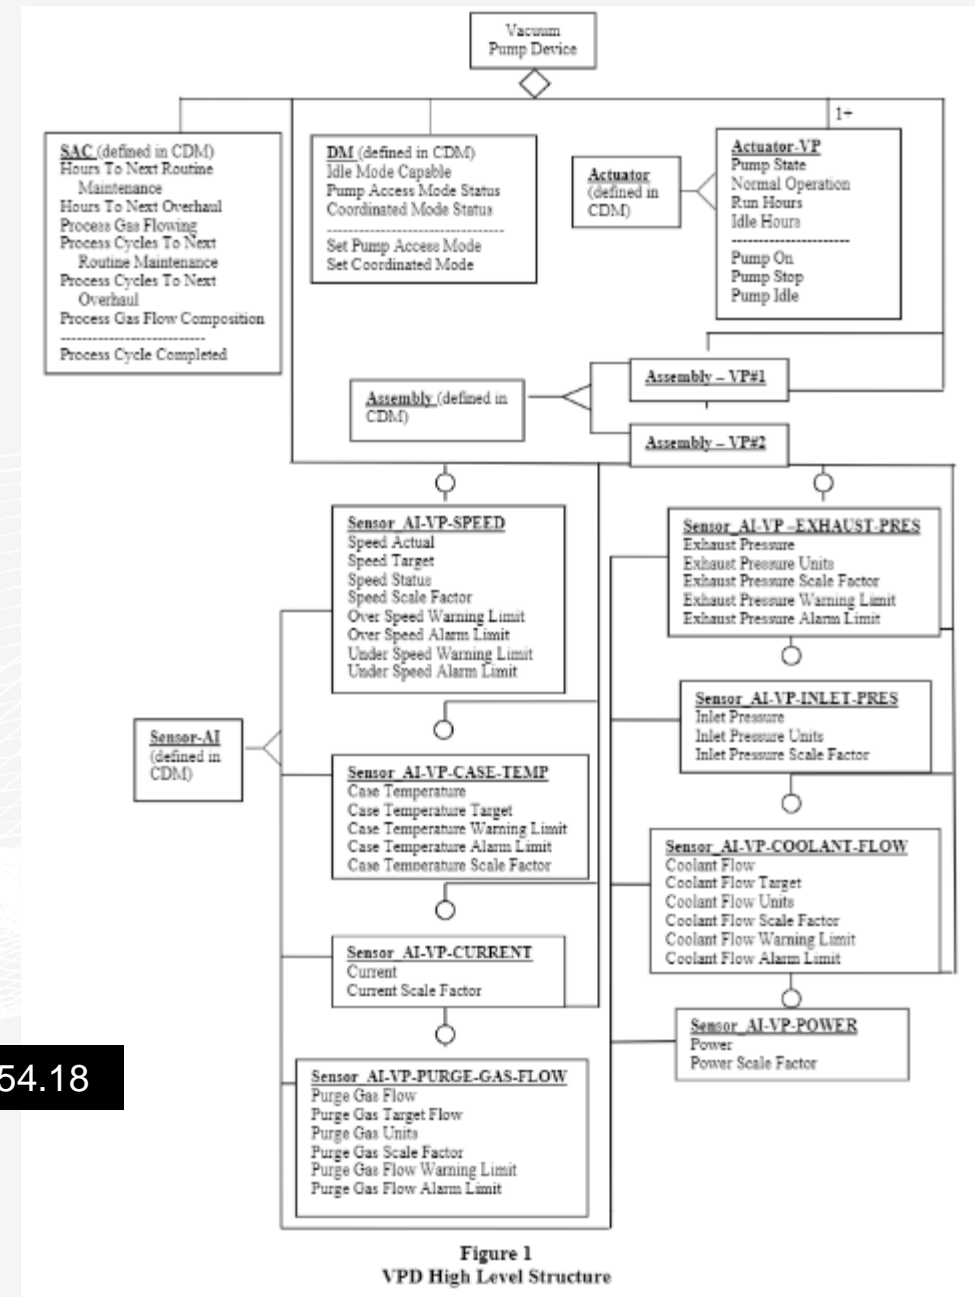 Vacuum
Pump Device
1+
SAC (defined in CDM)
Hours To Next Routine
Maintenance
Hours To Next Overhaul
Process Gas Flowing
Process Cycles To Next
Routine Maintenance
Process Cycles To Next
Overhaul
Process Gas Flow Composition
----------------------------
Process Cycle Completed
DM (defined in CDM)
Idle Mode Capable
Pump Access Mode Status
Coordinated Mode Status
----------------------------------
Set Pump Access Mode
Set Coordinated Mode
Actuator
(defined in
CDM)
Actuator-VP
Pump State
Normal Operation
Run Hours
Idle Hours
-----------------------
Pump On
Pump Stop
Pump Idle
Assembly (defined in
CDM)
Assembly – VP#1
Assembly – VP#2
Sensor_AI-VP-SPEED
Speed Actual
Speed Target
Speed Status
Speed Scale Factor
Over Speed Warning Limit
Over Speed Alarm Limit
Under Speed Warning Limit
Under Speed Alarm Limit
Sensor_AI-VP –EXHAUST-PRES
Exhaust Pressure
Exhaust Pressure Units
Exhaust Pressure Scale Factor
Exhaust Pressure Warning Limit
Exhaust Pressure Alarm Limit
Sensor_AI-VP-INLET-PRES
Inlet Pressure
Inlet Pressure Units
Inlet Pressure Scale Factor
Sensor-AI
(defined in
CDM)
Sensor_AI-VP-CASE-TEMP
Case Temperature
Case Temperature Target
Case Temperature Warning Limit
Case Temperature Alarm Limit
Case Temperature Scale Factor
Sensor_AI-VP-COOLANT-FLOW
Coolant Flow
Coolant Flow Target
Coolant Flow Units
Coolant Flow Scale Factor
Coolant Flow Warning Limit
Coolant Flow Alarm Limit
Sensor_AI-VP-CURRENT
Current
Current Scale Factor
Sensor_AI-VP-POWER
Power
Power Scale Factor
54.18
Sensor_AI-VP-PURGE-GAS-FLOW
Purge Gas Flow
Purge Gas Target Flow
Purge Gas Units
Purge Gas Scale Factor
Purge Gas Flow Warning Limit
Purge Gas Flow Alarm Limit
Figure 1
VPD High Level Structure